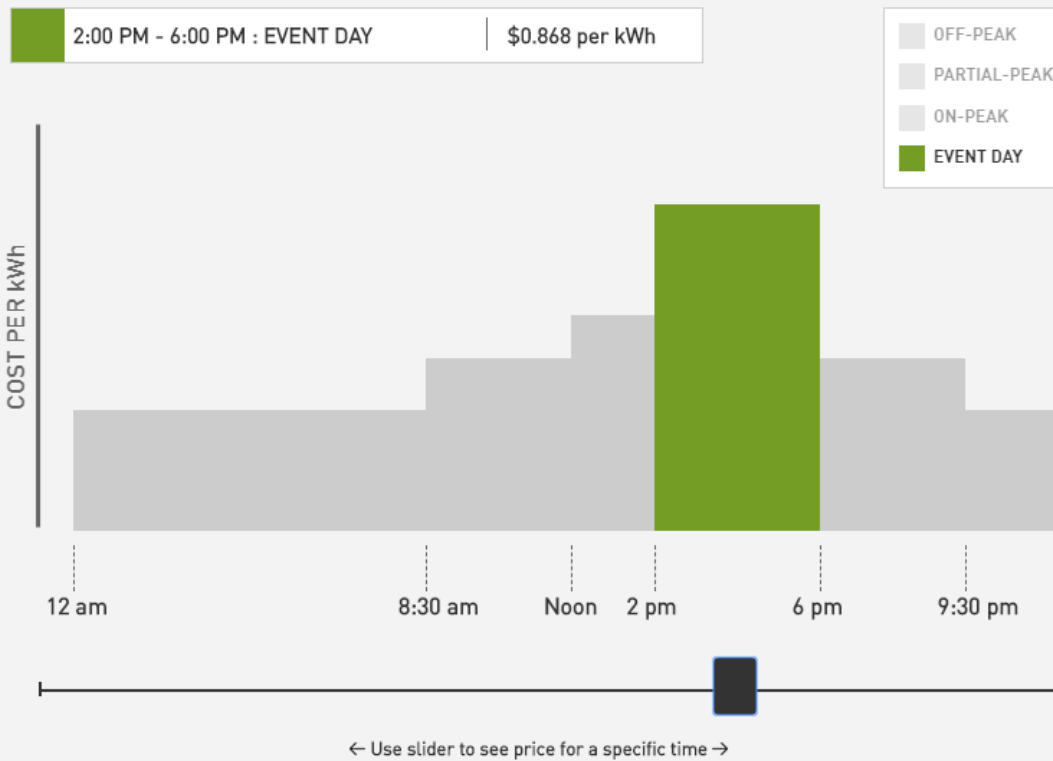 2:00 PM - 6:00 PM : EVENT DAY | $0.868 per kWh
OFF-PEAK
PARTIAL-PEAK
ON-PEAK
EVENT DAY
COST PER kWh
12 am 8:30 am Noon 2 pm 6 pm 9:30 pm
← Use slider to see price for a specific time →